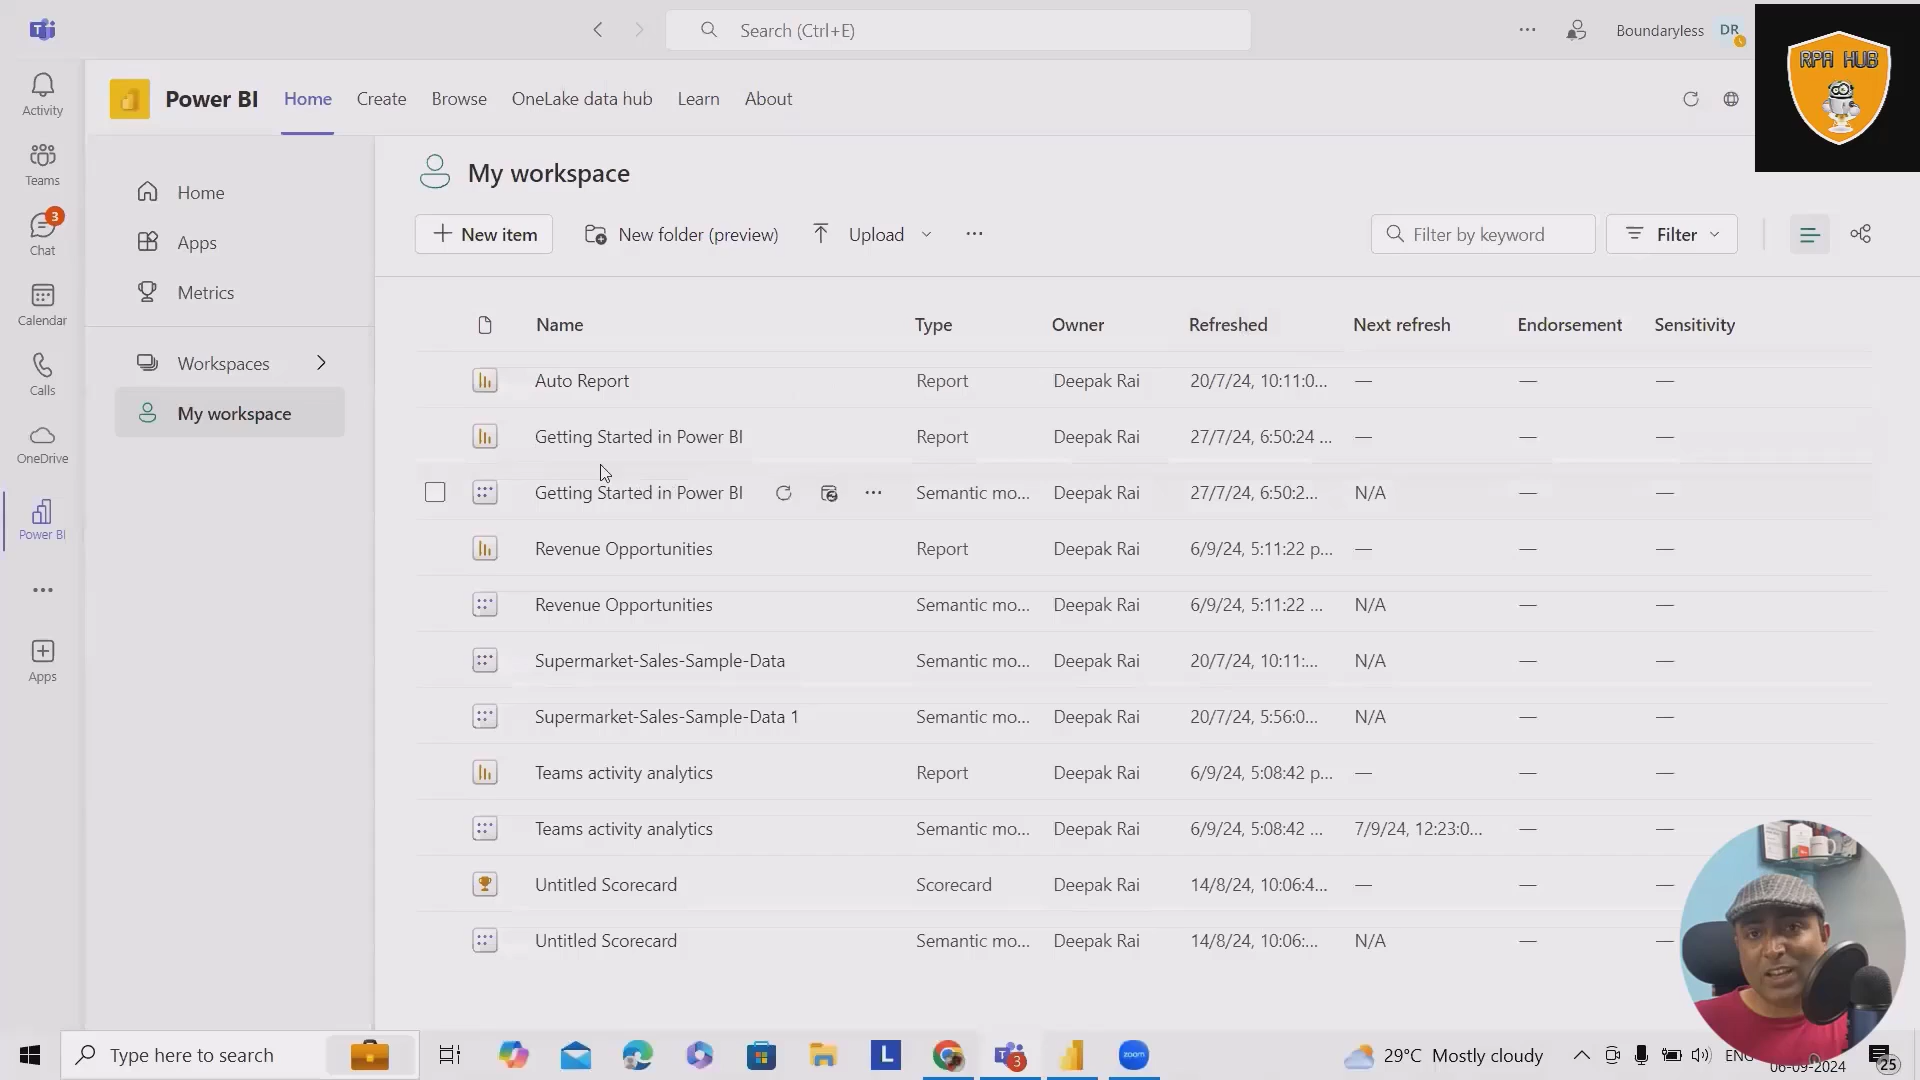 Search (Ctrl+E)
Boundaryless
DR
RPA HUB
Power BI
Home
Create
Browse
OneLake data hub
Learn
About
Activity
Teams
3
Chat
Calendar
Calls
OneDrive
Power BI
Apps
Home
Apps
Metrics
Workspaces
My workspace
My workspace
New item
New folder (preview)
Upload
Filter by keyword
Filter
Name Type Owner Refreshed Next refresh Endorsement Sensitivity
Auto Report Report Deepak Rai 20/7/24, 10:11:0... — — —
Getting Started in Power BI Report Deepak Rai 27/7/24, 6:50:24 ... — — —
Getting Started in Power BI Semantic mo... Deepak Rai 27/7/24, 6:50:2... N/A — —
Revenue Opportunities Report Deepak Rai 6/9/24, 5:11:22 p... — — —
Revenue Opportunities Semantic mo... Deepak Rai 6/9/24, 5:11:22 ... N/A — —
Supermarket-Sales-Sample-Data Semantic mo... Deepak Rai 20/7/24, 10:11:... N/A — —
Supermarket-Sales-Sample-Data 1 Semantic mo... Deepak Rai 20/7/24, 5:56:0... N/A — —
Teams activity analytics Report Deepak Rai 6/9/24, 5:08:42 p... — — —
Teams activity analytics Semantic mo... Deepak Rai 6/9/24, 5:08:42 ... 7/9/24, 12:23:0... — —
Untitled Scorecard Scorecard Deepak Rai 14/8/24, 10:06:4... — — —
Untitled Scorecard Semantic mo... Deepak Rai 14/8/24, 10:06:... N/A — —
Type here to search
L
3
zoom
29°C Mostly cloudy
ENG
06-09-2024
25